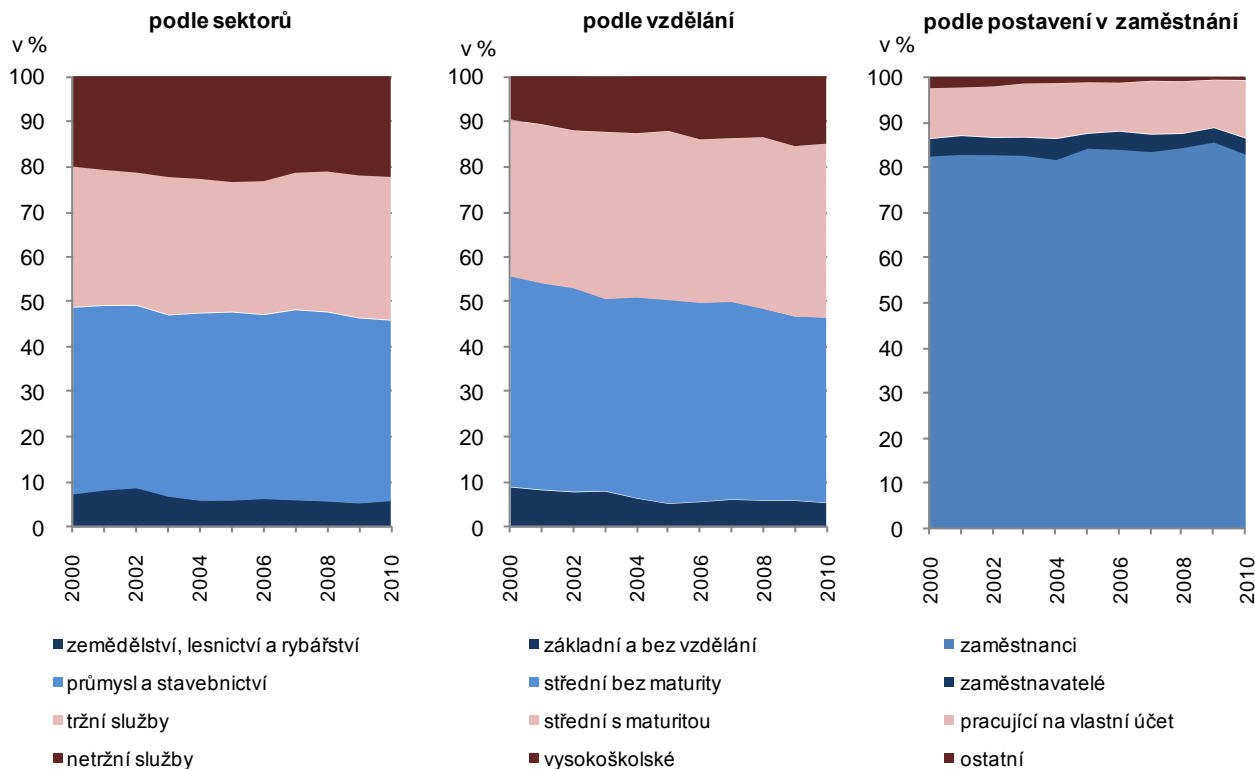 podle sektorů
v %
100
90
80
70
60
50
40
30
20
10
0
2000
2002
2004
2006
2008
2010
zemědělství, lesnictví a rybářství
průmysl a stavebnictví
tržní služby
netržní služby
podle vzdělání
v %
100
90
80
70
60
50
40
30
20
10
0
2000
2002
2004
2006
2008
2010
základní a bez vzdělání
střední bez maturity
střední s maturitou
vysokoškolské
podle postavení v zaměstnání
v %
100
90
80
70
60
50
40
30
20
10
0
2000
2002
2004
2006
2008
2010
zaměstnanci
zaměstnavatelé
pracující na vlastní účet
ostatní